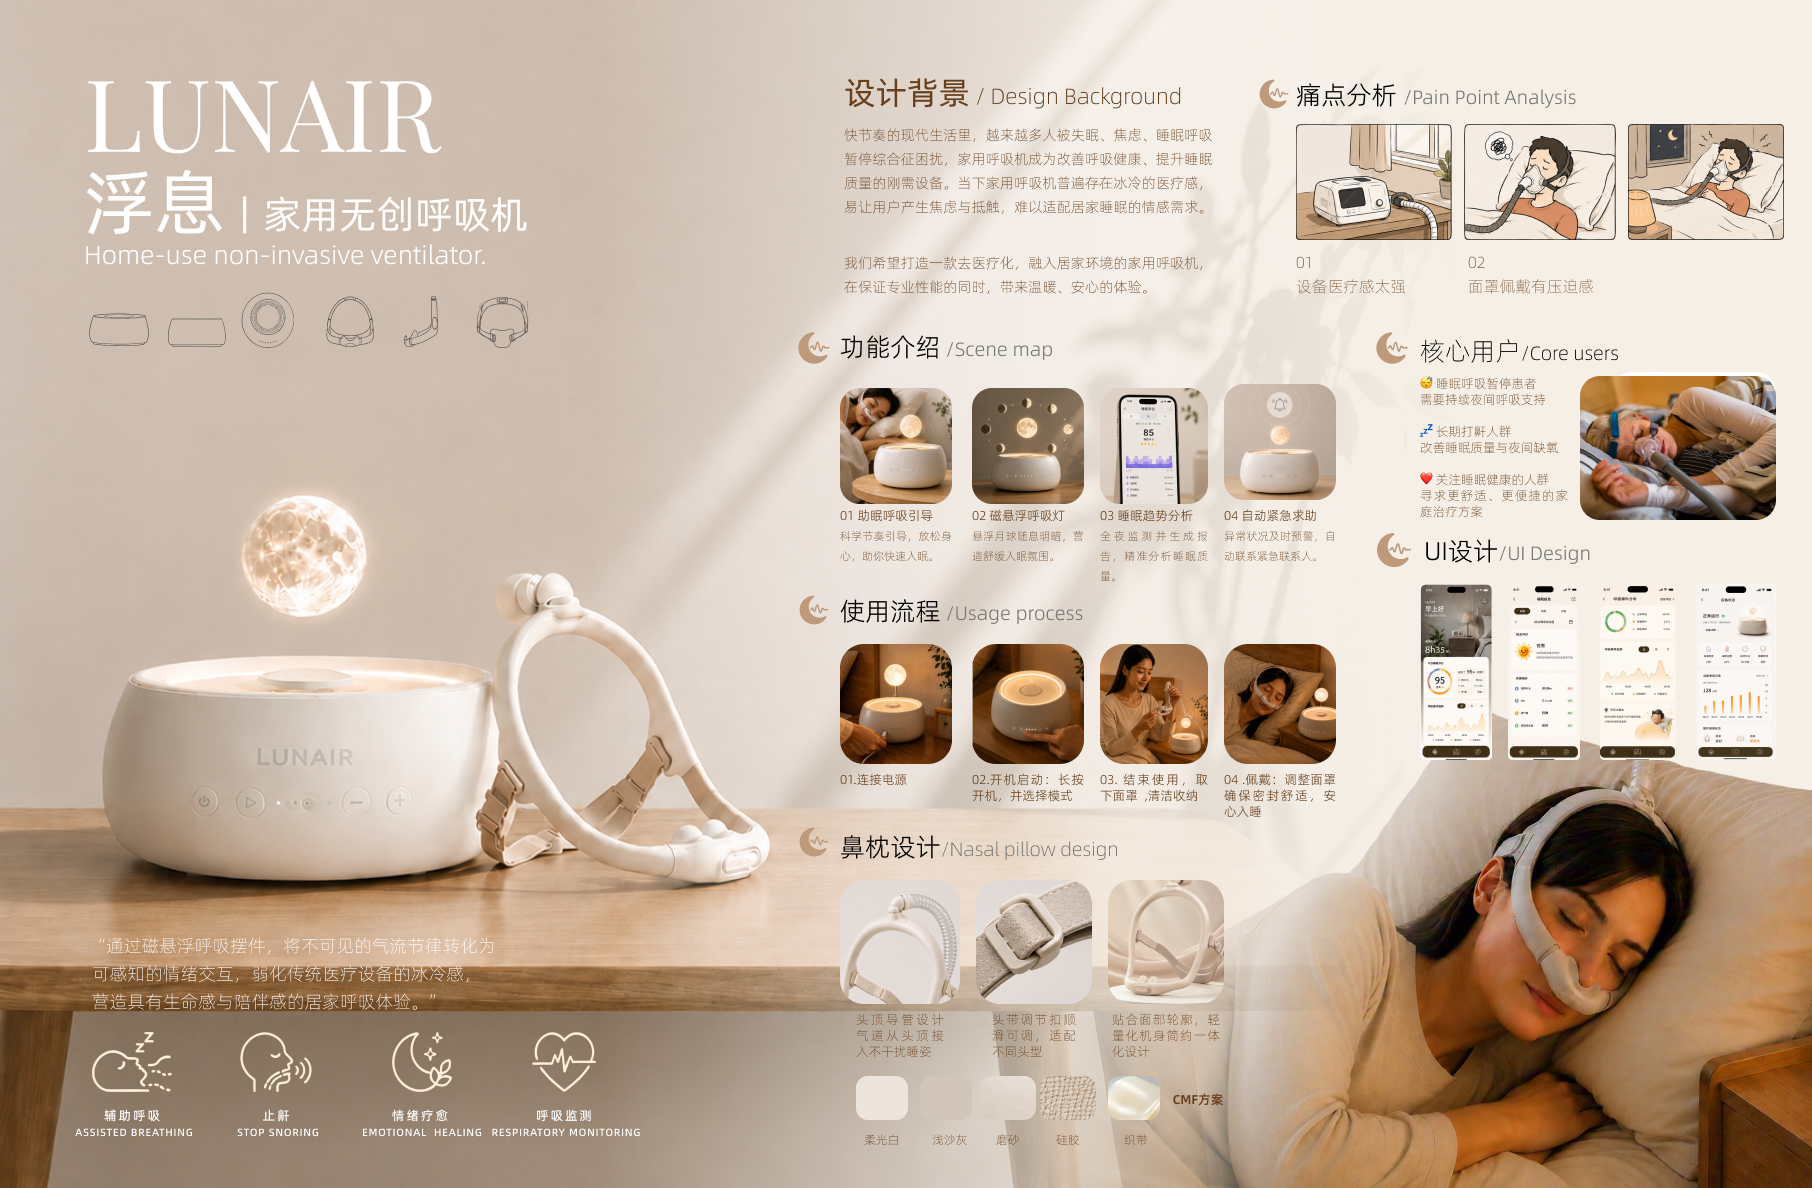 LUNAIR
浮息 | 家用无创呼吸机
Home-use non-invasive ventilator.
LUNAIR
“通过磁悬浮呼吸摆件，将不可见的气流节律转化为
可感知的情绪交互，弱化传统医疗设备的冰冷感，
营造具有生命感与陪伴感的居家呼吸体验。”
辅助呼吸
ASSISTED BREATHING
止鼾
STOP SNORING
情绪疗愈
EMOTIONAL HEALING
呼吸监测
RESPIRATORY MONITORING
设计背景 / Design Background
快节奏的现代生活里，越来越多人被失眠、焦虑、睡眠呼吸
暂停综合征困扰，家用呼吸机成为改善呼吸健康、提升睡眠
质量的刚需设备。当下家用呼吸机普遍存在冰冷的医疗感，
易让用户产生焦虑与抵触，难以适配居家睡眠的情感需求。
我们希望打造一款去医疗化，融入居家环境的家用呼吸机，
在保证专业性能的同时，带来温暖、安心的体验。
痛点分析 /Pain Point Analysis
01
设备医疗感太强
02
面罩佩戴有压迫感
功能介绍 /Scene map
85
01 助眠呼吸引导
科学节奏引导，放松身
心，助你快速入眠。
02 磁悬浮呼吸灯
悬浮月球随息明暗，营
造舒缓入眠氛围。
03 睡眠趋势分析
全夜监测并生成报
告，精准分析睡眠质
量。
04 自动紧急求助
异常状况及时预警，自
动联系紧急联系人。
核心用户/Core users
😴 睡眠呼吸暂停患者
需要持续夜间呼吸支持
💤 长期打鼾人群
改善睡眠质量与夜间缺氧
❤️ 关注睡眠健康的人群
寻求更舒适、更便捷的家
庭治疗方案
UI设计/UI Design
早上好
8h35
95
128
使用流程 /Usage process
01.连接电源
02.开机启动：长按
开机，并选择模式
03. 结束使用，取
下面罩 ,清洁收纳
04 .佩戴：调整面罩
确保密封舒适，安
心入睡
鼻枕设计/Nasal pillow design
头顶导管设计
气道从头顶接
入不干扰睡姿
头带调节扣顺
滑可调，适配
不同头型
贴合面部轮廓，轻
量化机身简约一体
化设计
CMF方案
柔光白
浅沙灰
磨砂
硅胶
织带